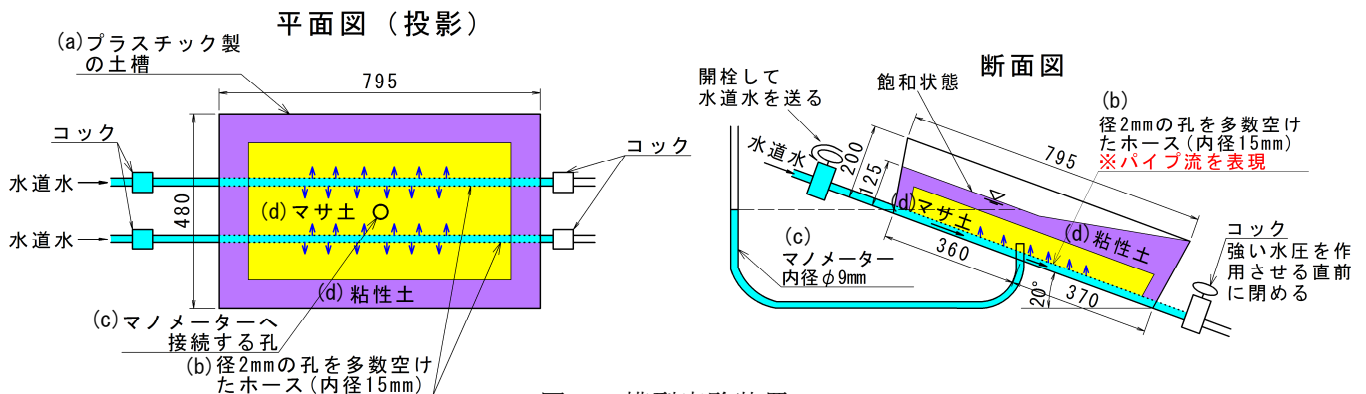 平面図（投影）
(a)プラスチック製
の土槽
795
コック
コック
水道水
水道水
480
(d)マサ土
(d)粘性土
(c)マノメーターへ
接続する孔
(b)径2mmの孔を多数空け
たホース(内径15mm)
断面図
開栓して
水道水を送る
飽和状態
(b)
径2mmの孔を多数空け
たホース(内径15mm)
※パイプ流を表現
水道水
200
125
795
(d)マサ土
(d)粘性土
(c)
マノメーター
内径φ9mm
360
370
20°
コック
強い水圧を作
用させる直前
に閉める